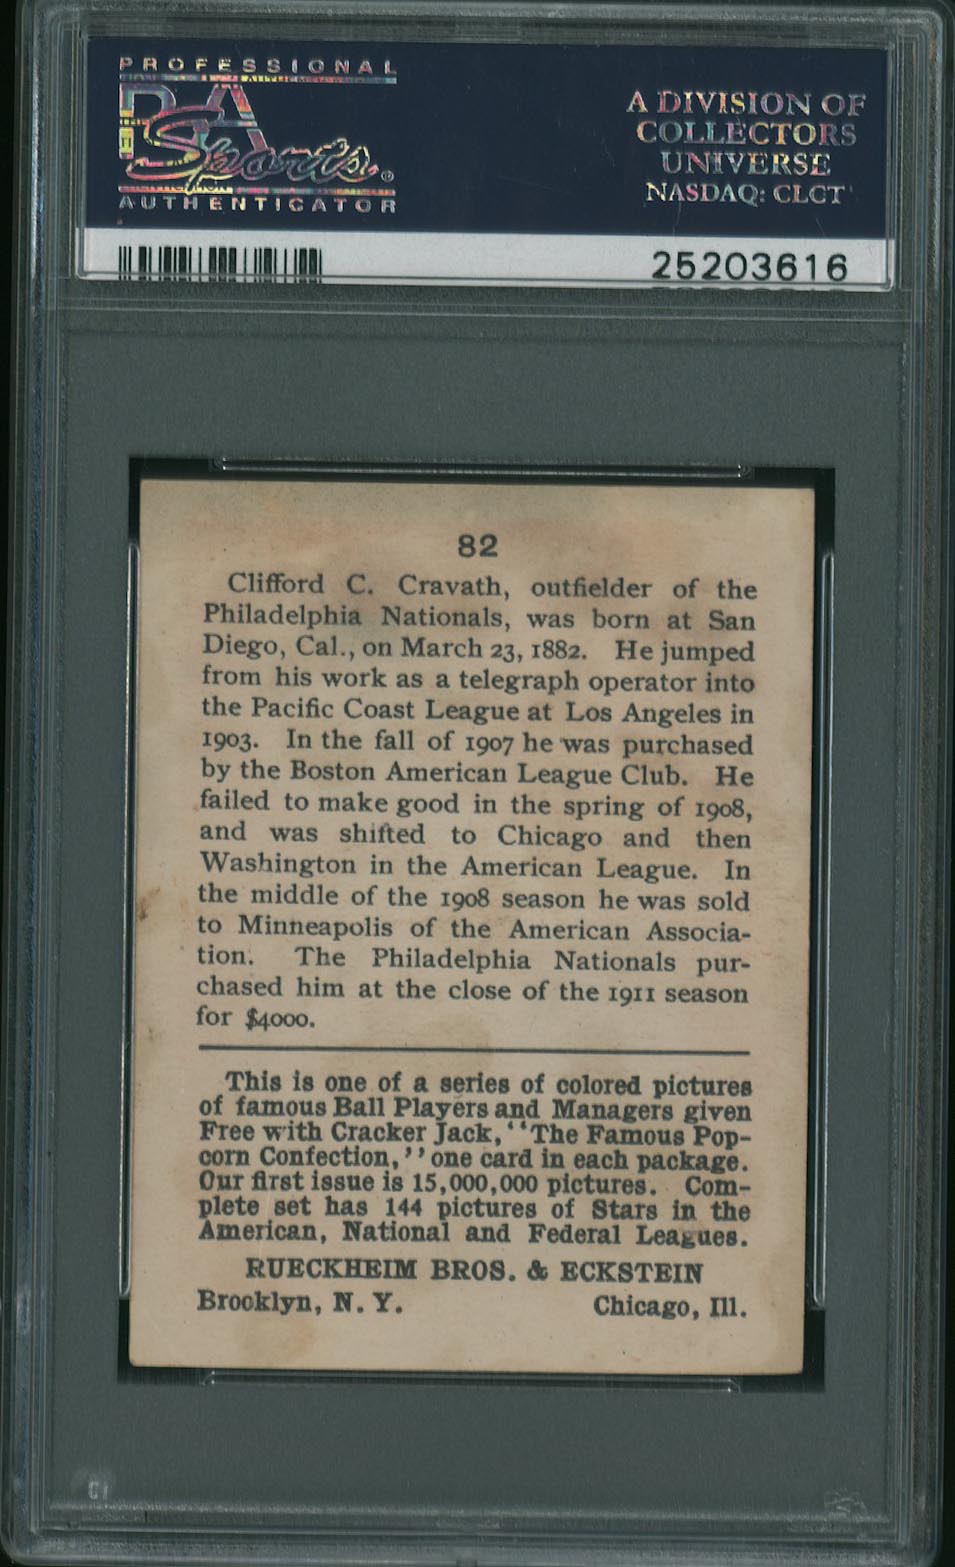 PROFESSIONAL
PSA
Sports®
AUTHENTICATOR
A DIVISION OF
COLLECTORS
UNIVERSE
NASDAQ: CLCT
25203616
82
Clifford C. Cravath, outfielder of the
Philadelphia Nationals, was born at San
Diego, Cal., on March 23, 1882. He jumped
from his work as a telegraph operator into
the Pacific Coast League at Los Angeles in
1903. In the fall of 1907 he was purchased
by the Boston American League Club. He
failed to make good in the spring of 1908,
and was shifted to Chicago and then
Washington in the American League. In
the middle of the 1908 season he was sold
to Minneapolis of the American Associa-
tion. The Philadelphia Nationals pur-
chased him at the close of the 1911 season
for $4000.
This is one of a series of colored pictures
of famous Ball Players and Managers given
Free with Cracker Jack, "The Famous Pop-
corn Confection," one card in each package.
Our first issue is 15,000,000 pictures. Com-
plete set has 144 pictures of Stars in the
American, National and Federal Leagues.
RUECKHEIM BROS. & ECKSTEIN
Brooklyn, N. Y. Chicago, Ill.